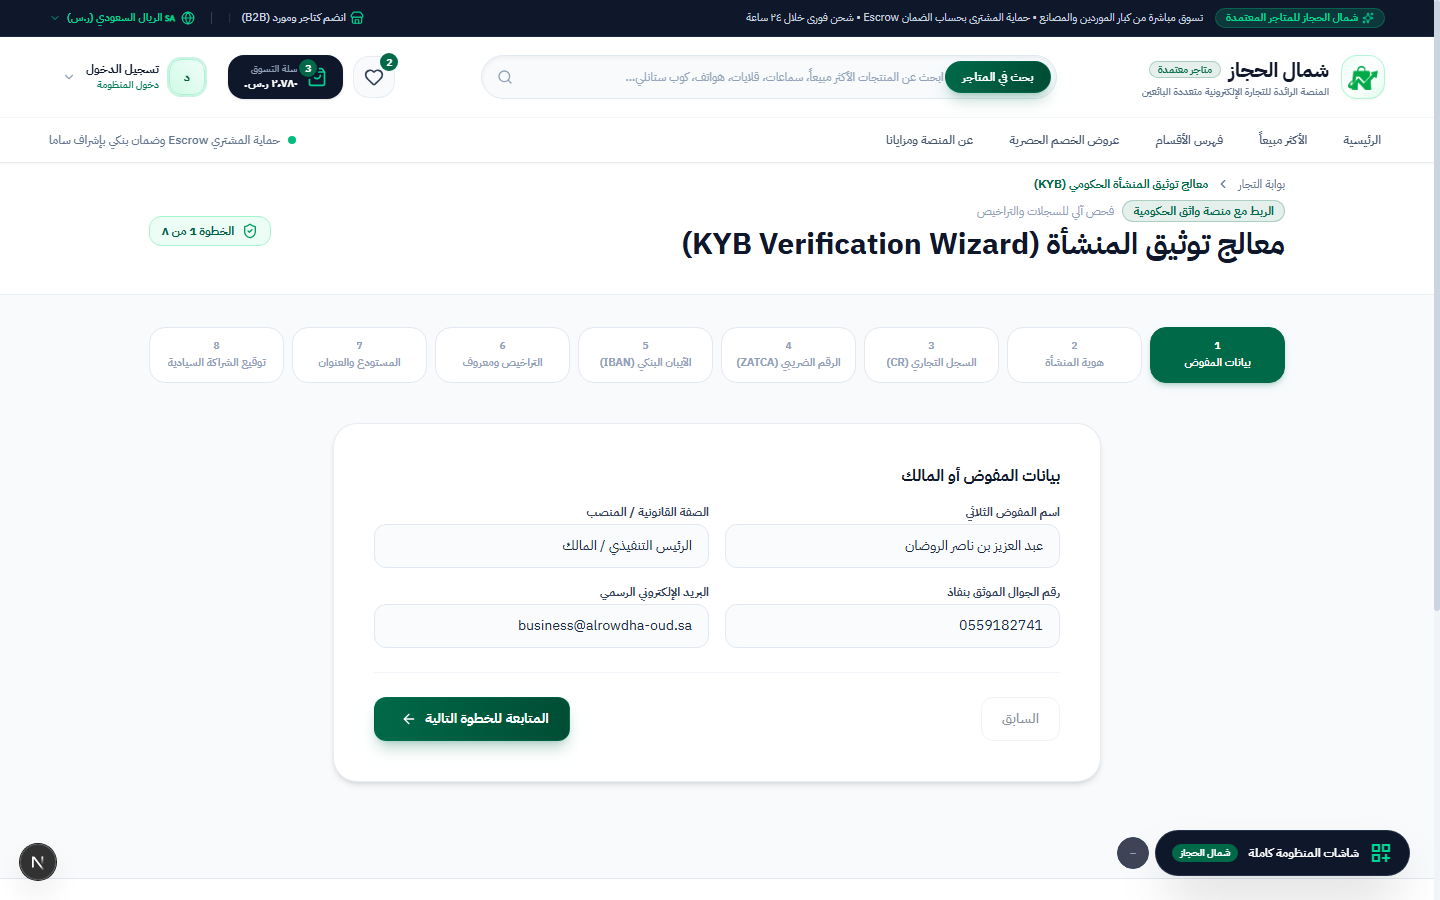 شمال الحجاز للمتاجر المعتمدة
تسوق مباشرة من كبار الموردين والمصانع • حماية المشتري بحساب الضمان Escrow • شحن فوري خلال ٢٤ ساعة
انضم كتاجر ومورد (B2B)
SA الريال السعودي (ر.س)
شمال الحجاز
متاجر معتمدة
المنصة الرائدة للتجارة الإلكترونية متعددة البائعين
بحث في المتاجر
ابحث عن المنتجات الأكثر مبيعاً، سماعات، قلايات، هواتف، كوب ستانلي...
2
3
سلة التسوق
٢.٧٨٠ ر.س.
د
تسجيل الدخول
دخول المنظومة
الرئيسية
الأكثر مبيعاً
فهرس الأقسام
عروض الخصم الحصرية
عن المنصة ومزايانا
حماية المشتري Escrow وضمان بنكي بإشراف ساما
بوابة التجار
معالج توثيق المنشأة الحكومي (KYB)
الربط مع منصة واثق الحكومية
فحص آلي للسجلات والتراخيص
معالج توثيق المنشأة (KYB Verification Wizard)
الخطوة 1 من ٨
1
بيانات المفوض
2
هوية المنشأة
3
السجل التجاري (CR)
4
الرقم الضريبي (ZATCA)
5
الآيبان البنكي (IBAN)
6
التراخيص ومعروف
7
المستودع والعنوان
8
توقيع الشراكة السيادية
بيانات المفوض أو المالك
اسم المفوض الثلاثي
عبد العزيز بن ناصر الروضان
الصفة القانونية / المنصب
الرئيس التنفيذي / المالك
رقم الجوال الموثق بنفاذ
0559182741
البريد الإلكتروني الرسمي
business@alrowdha-oud.sa
السابق
المتابعة للخطوة التالية
شاشات المنظومة كاملة
شمال الحجاز
N